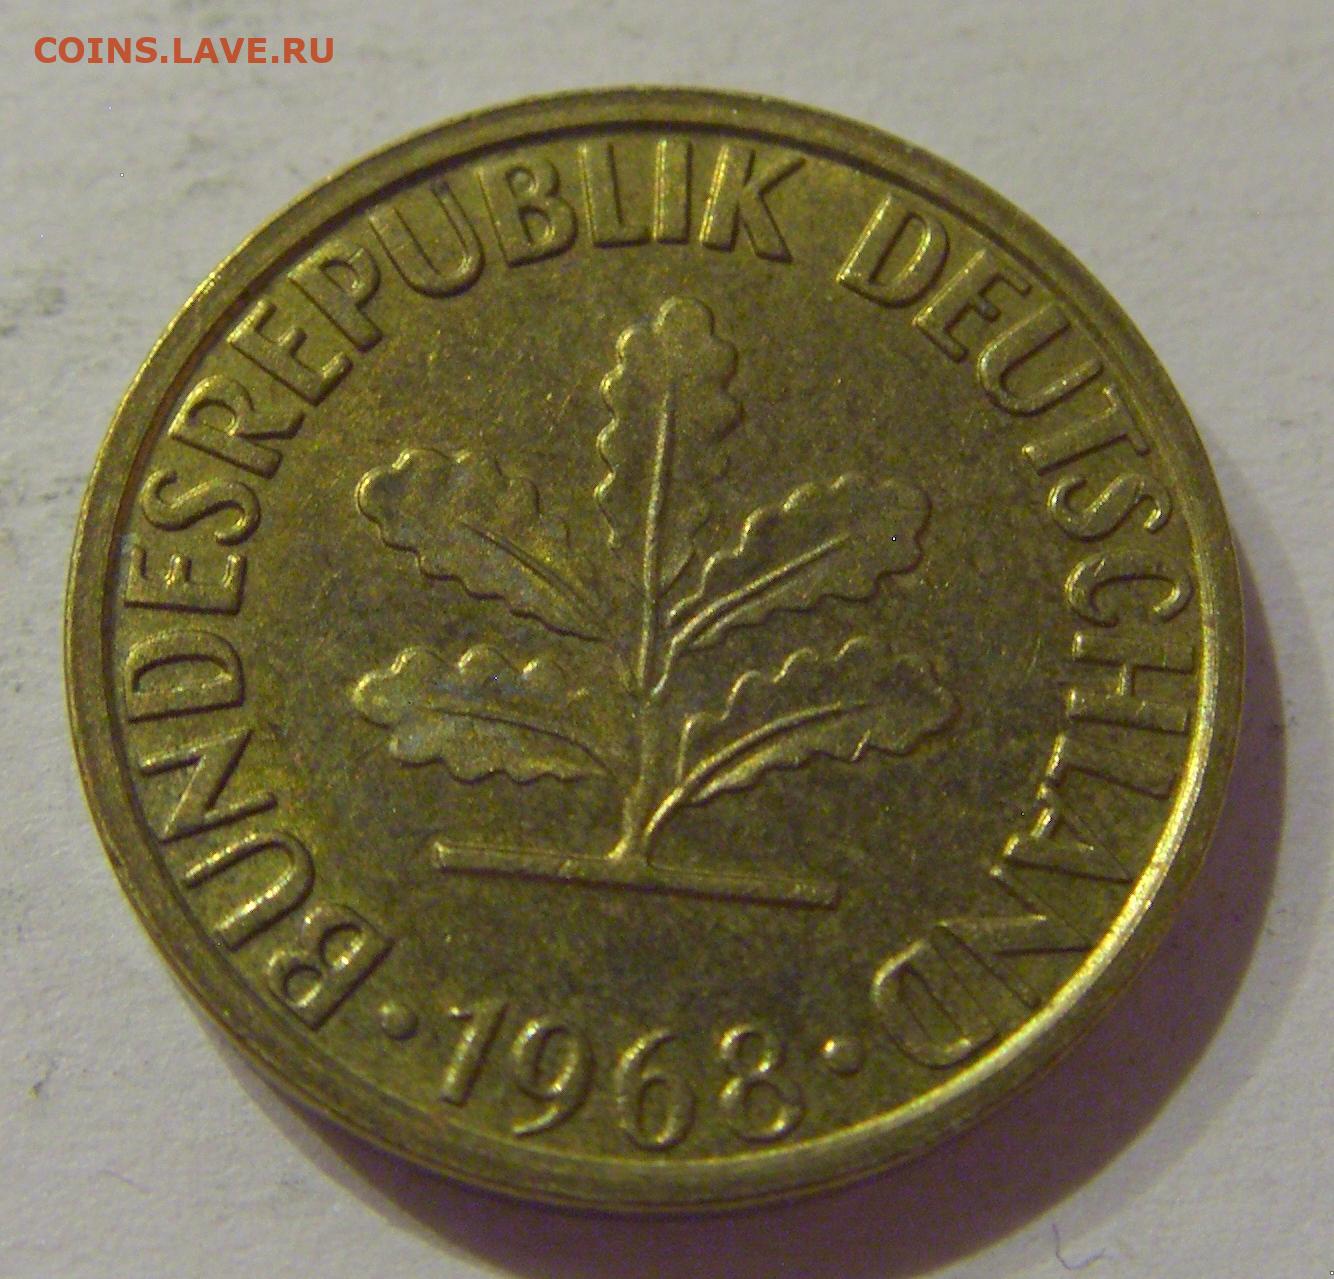 COINS.LAVE.RU
BUNDESREPUBLIK DEUTSCHLAND
· 1968 ·